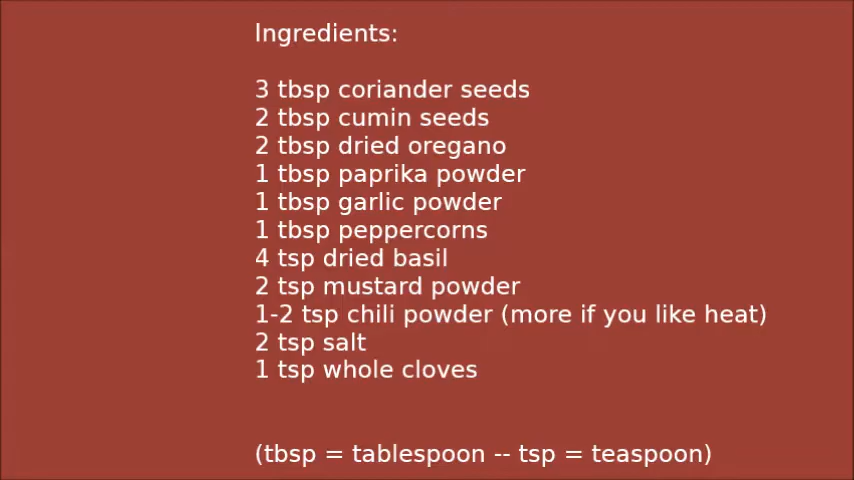 Ingredients:
3 tbsp coriander seeds
2 tbsp cumin seeds
2 tbsp dried oregano
1 tbsp paprika powder
1 tbsp garlic powder
1 tbsp peppercorns
4 tsp dried basil
2 tsp mustard powder
1-2 tsp chili powder (more if you like heat)
2 tsp salt
1 tsp whole cloves
(tbsp = tablespoon -- tsp = teaspoon)